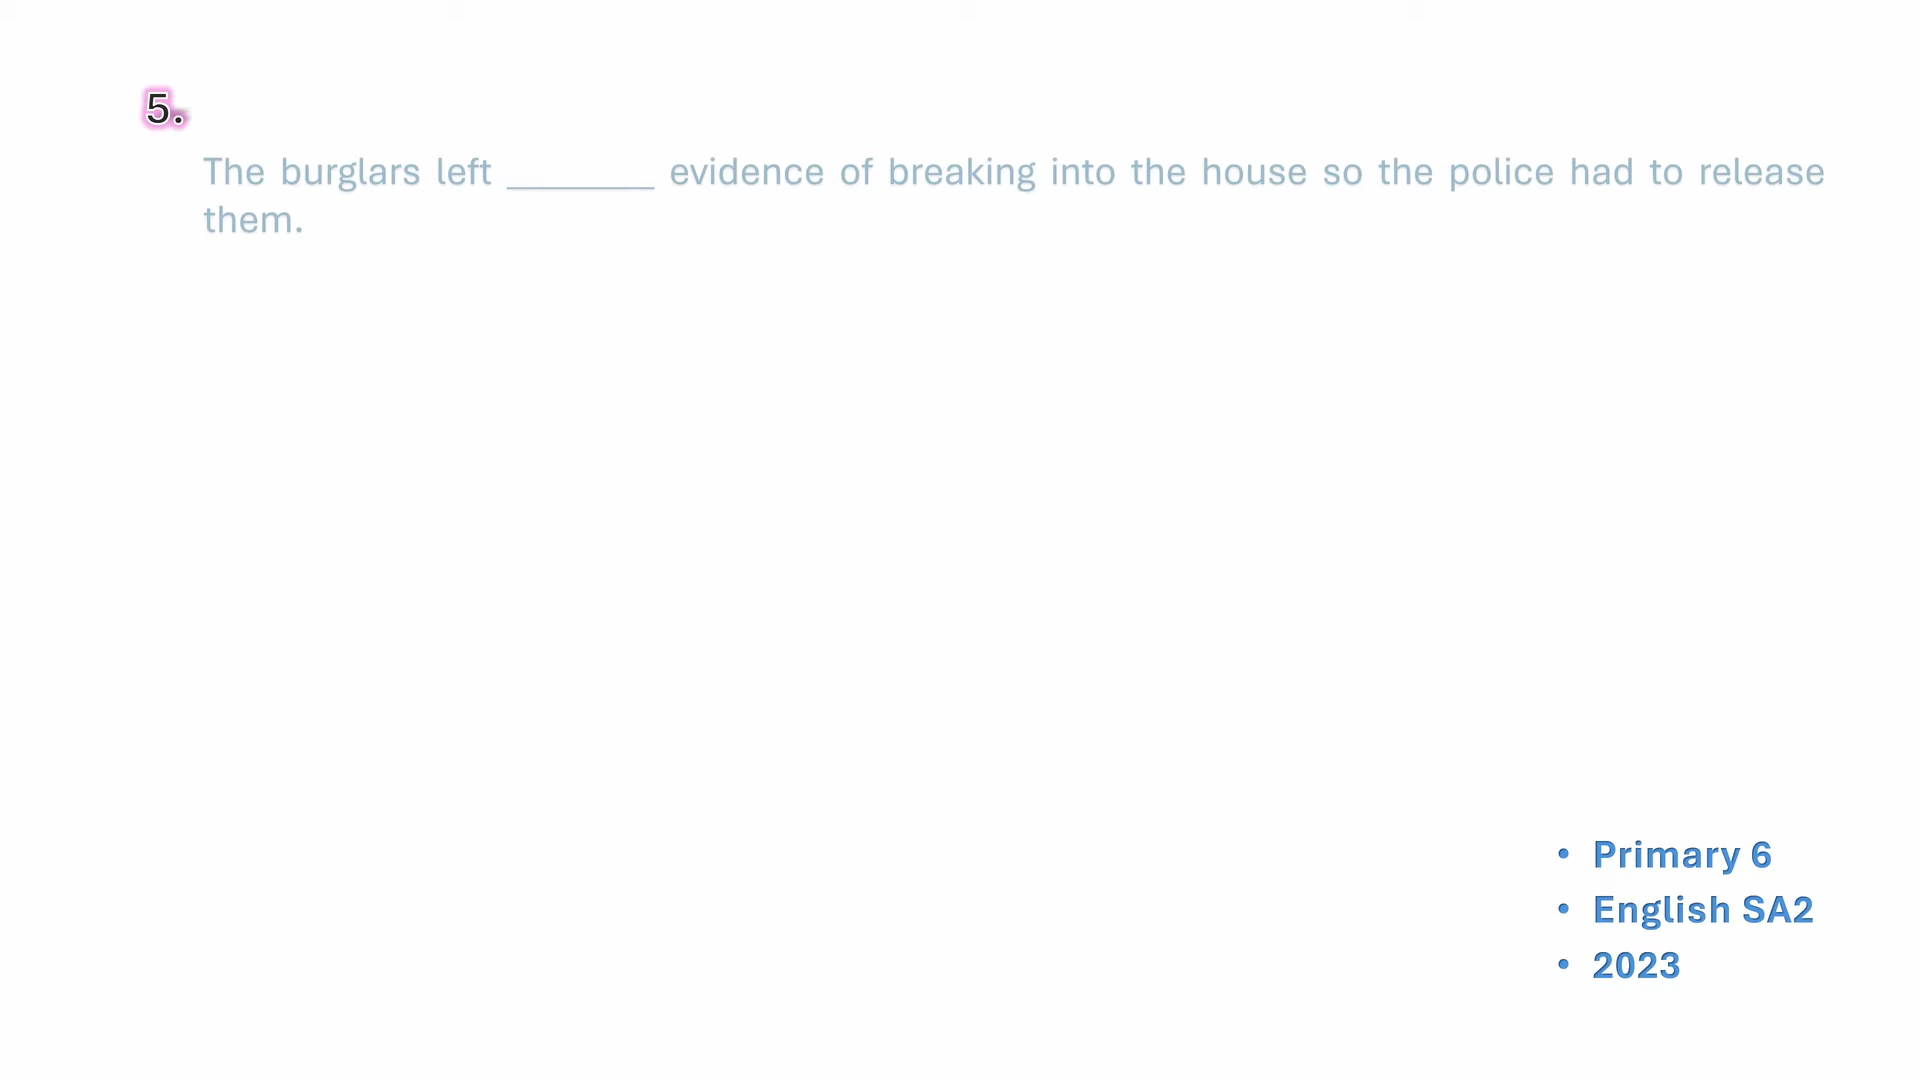 5.
The burglars left ________ evidence of breaking into the house so the police had to release
them.
• Primary 6
• English SA2
• 2023